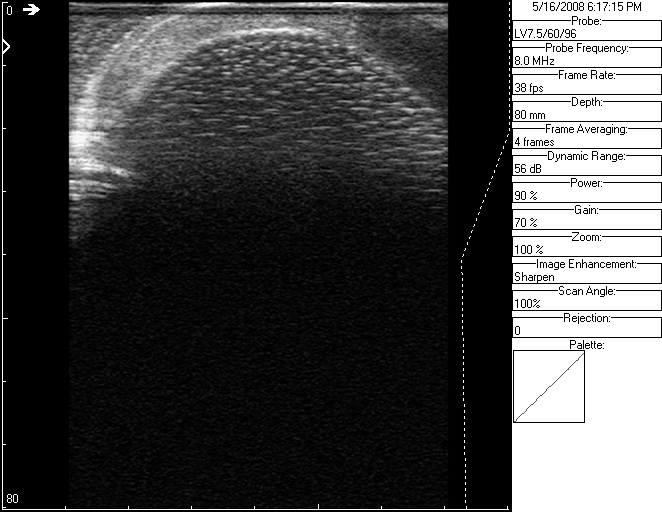 0
80
5/16/2008 6:17:15 PM
Probe:
LV7.5/60/96
Probe Frequency:
8.0 MHz
Frame Rate:
38 fps
Depth:
80 mm
Frame Averaging:
4 frames
Dynamic Range:
56 dB
Power:
90 %
Gain:
70 %
Zoom:
100 %
Image Enhancement:
Sharpen
Scan Angle:
100%
Rejection:
0
Palette: